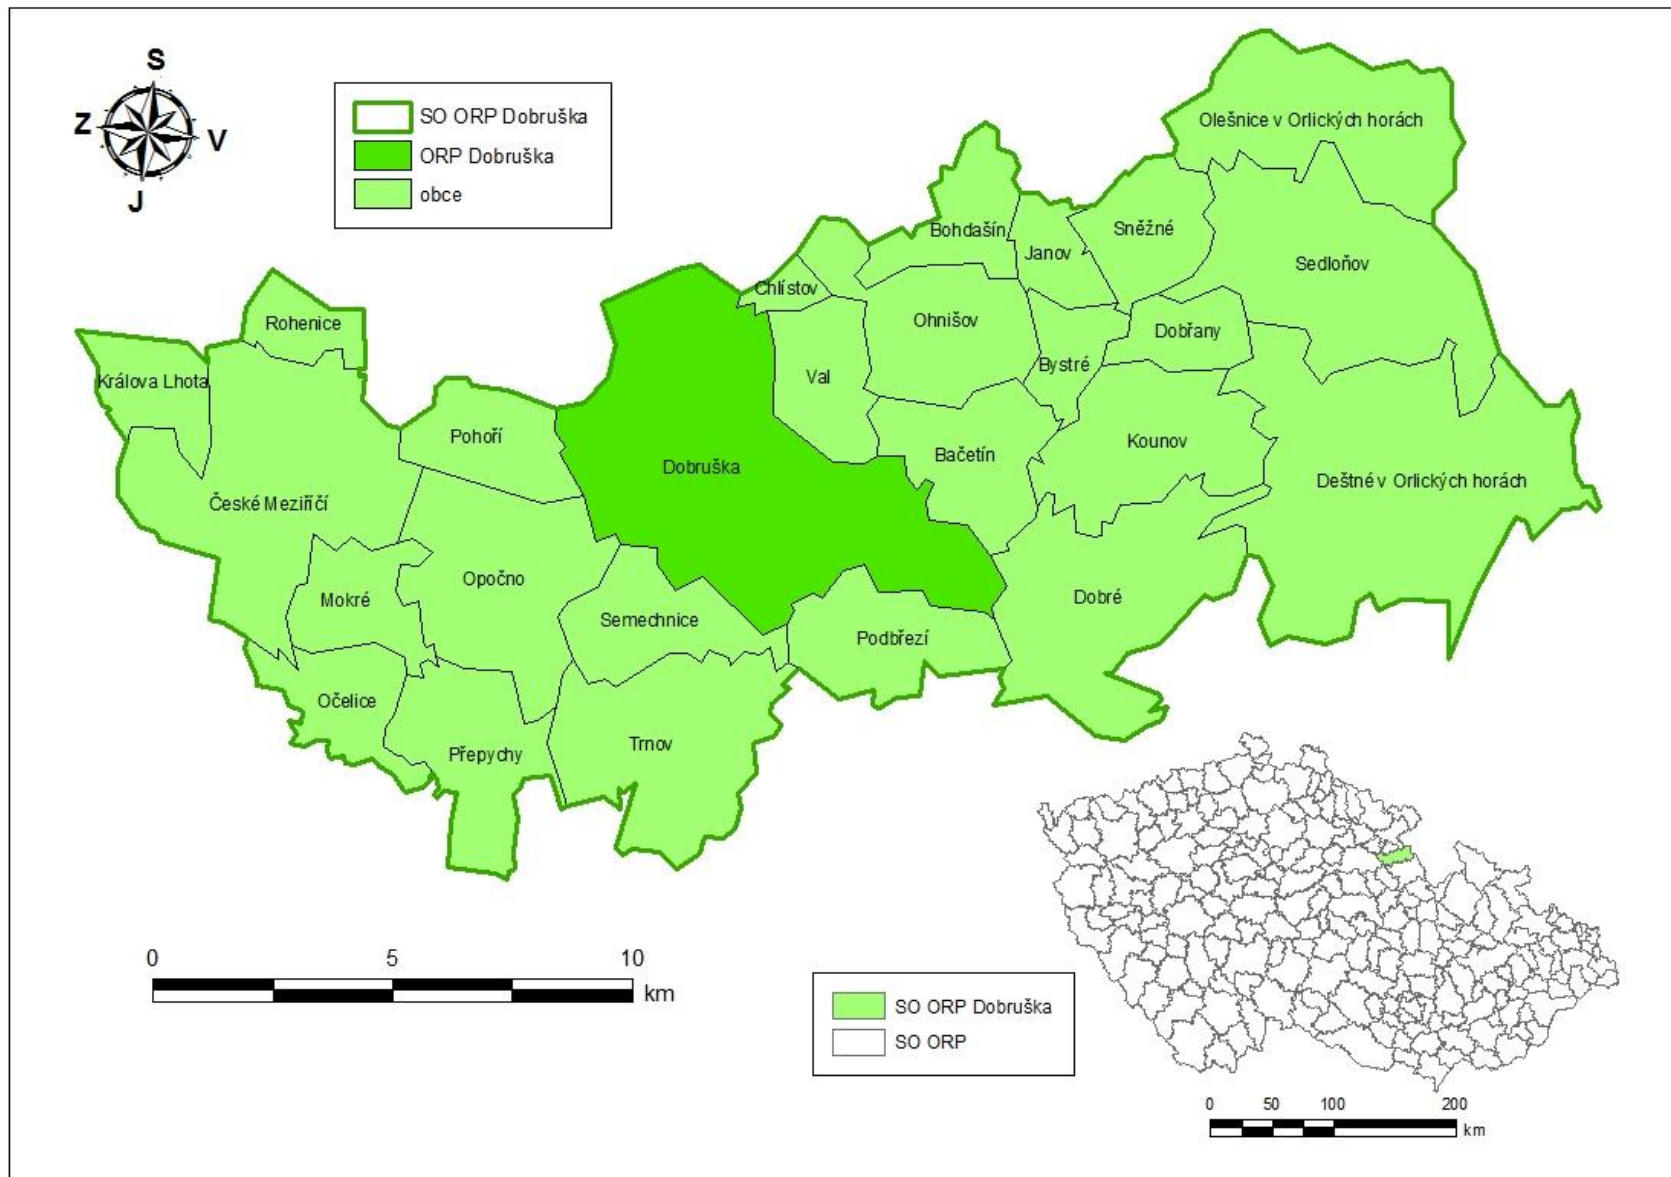 S
Z
V
J
SO ORP Dobruška
ORP Dobruška
obce
Olešnice v Orlických horách
Bohdašín
Janov
Sněžné
Sedloňov
Chlístov
Rohenice
Ohnišov
Dobřany
Králova Lhota
Val
Bystré
Pohoří
Dobruška
Bačetín
Kounov
Deštné v Orlických horách
České Meziříčí
Opočno
Mokré
Semechnice
Podbřezí
Dobré
Očelice
Přepychy
Trnov
0 5 10
km
SO ORP Dobruška
SO ORP
0 50 100 200
km